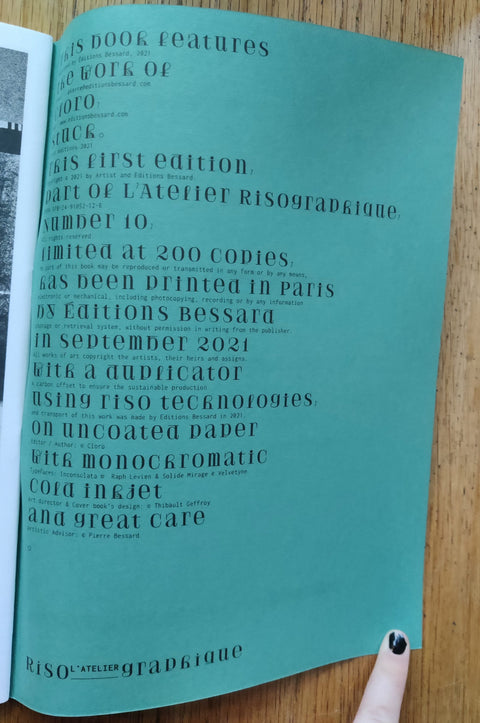 This book features
by Éditions Bessard, 2021
the work of
pierre@editionsbessard.com
Cloro,
www.editionsbessard.com
Stuck.
editions 2021
This first edition,
copyright © 2021 by Artist and Éditions Bessard.
part of L'Atelier Risographique,
number 10,
All rights reserved
limited at 200 copies,
No part of this book may be reproduced or transmitted in any form or by any means,
has been printed in Paris
electronic or mechanical, including photocopying, recording or by any information
by Éditions Bessard
storage or retrieval system, without permission in writing from the publisher.
in September 2021
All works of art copyright the artists, their heirs and assigns.
with a duplicator
A carbon offset to ensure the sustainable production
using riso technologies,
and transport of this work was made by Éditions Bessard in 2021.
on uncoated paper
Editor / Author: © Cloro
with monochromatic
Typefaces: Inconsolata © Raph Levien & Solide Mirage © Velvetyne
cold inkjet
Art director & Cover book's design: © Thibault Geffroy
and great care
Artistic Advisor: © Pierre Bessard
Riso L'ATELIER graphique